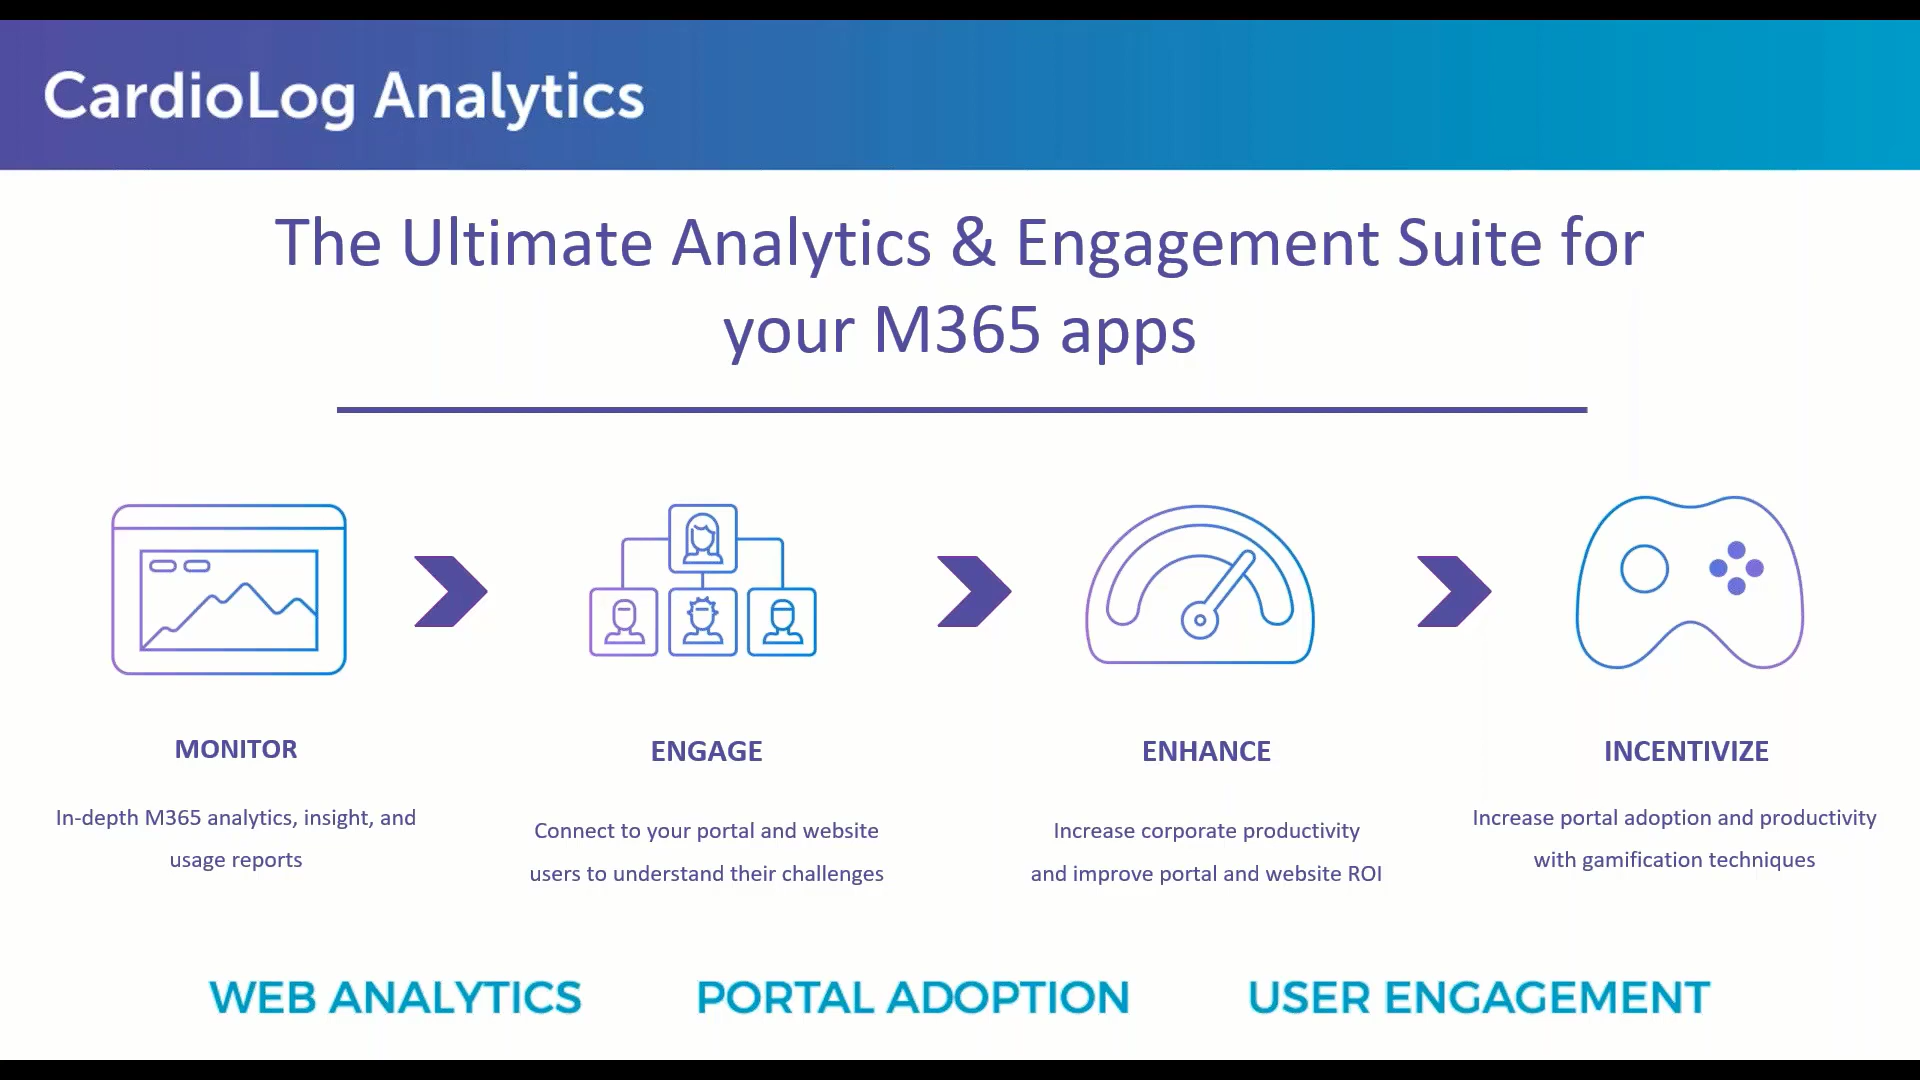 CardioLog Analytics
The Ultimate Analytics & Engagement Suite for
your M365 apps
MONITOR
In-depth M365 analytics, insight, and
usage reports
ENGAGE
Connect to your portal and website
users to understand their challenges
ENHANCE
Increase corporate productivity
and improve portal and website ROI
INCENTIVIZE
Increase portal adoption and productivity
with gamification techniques
WEB ANALYTICS
PORTAL ADOPTION
USER ENGAGEMENT